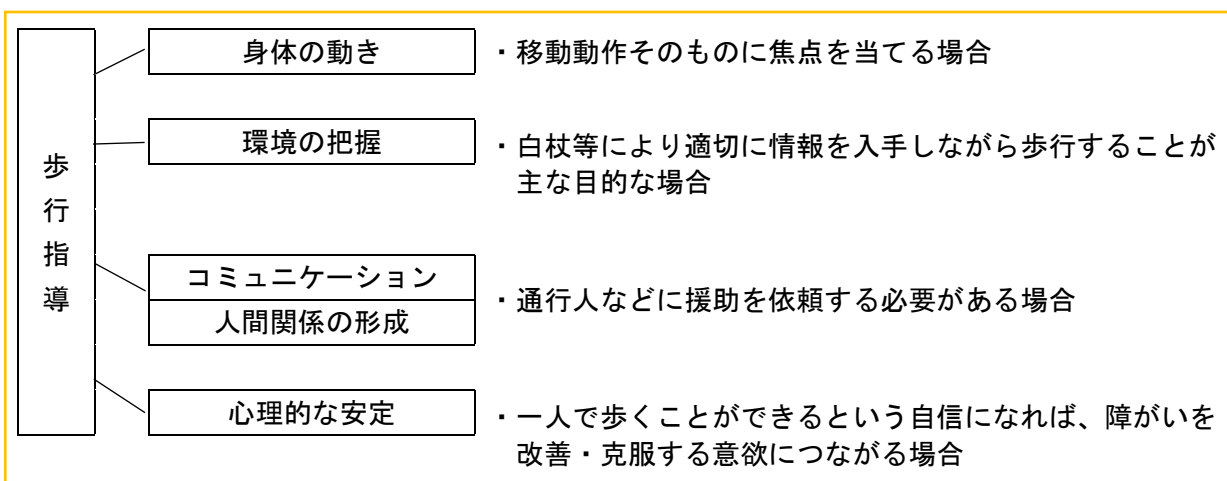 歩行指導
身体の動き
・移動動作そのものに焦点を当てる場合
環境の把握
・白杖等により適切に情報を入手しながら歩行することが
主な目的な場合
コミュニケーション
人間関係の形成
・通行人などに援助を依頼する必要がある場合
心理的な安定
・一人で歩くことができるという自信になれば、障がいを
改善・克服する意欲につながる場合